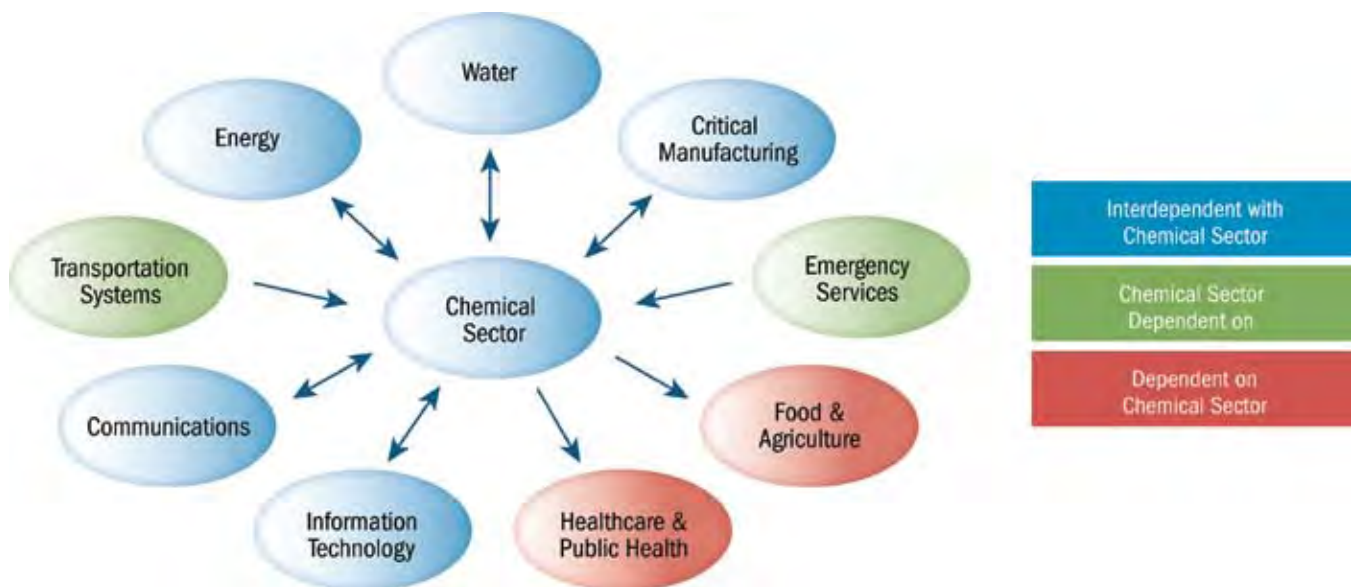 Water
Energy
Critical
Manufacturing
Transportation
Systems
Chemical
Sector
Emergency
Services
Communications
Food &
Agriculture
Information
Technology
Healthcare &
Public Health
Interdependent with
Chemical Sector
Chemical Sector
Dependent on
Dependent on
Chemical Sector